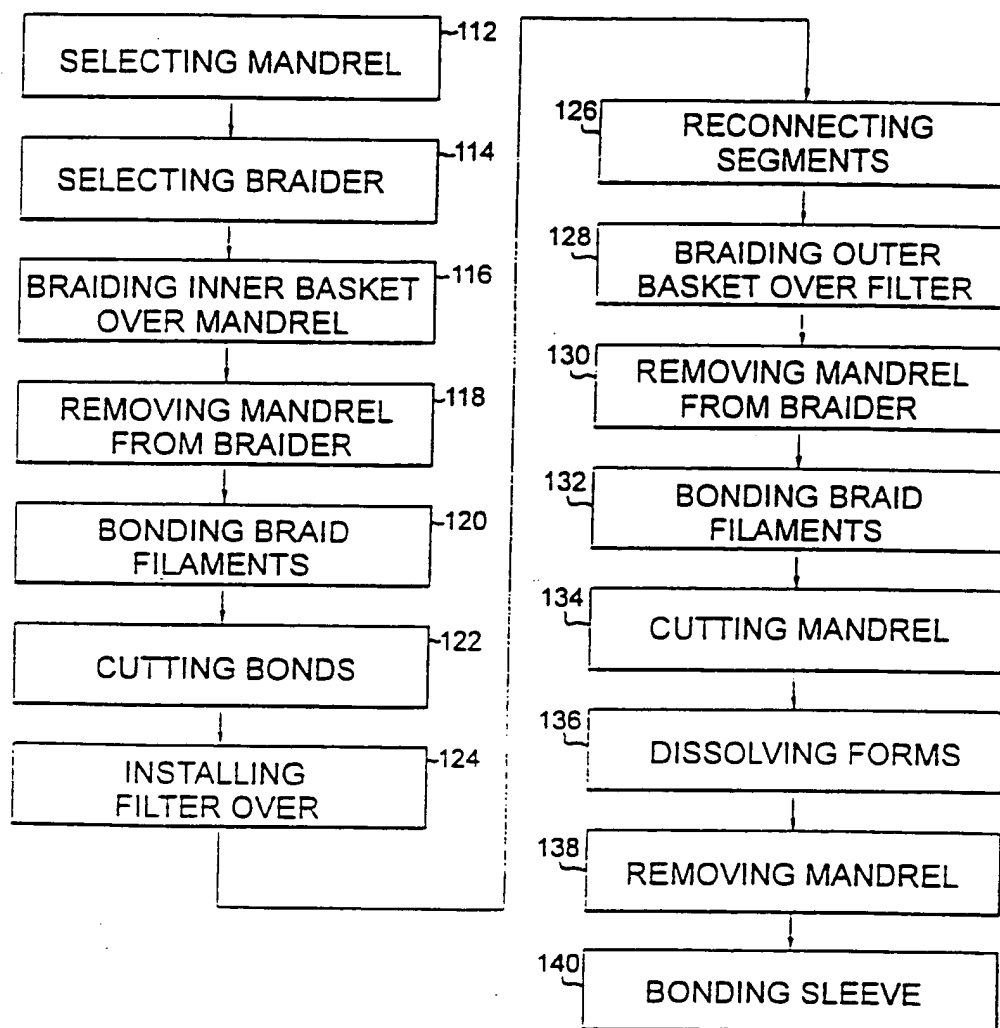 SELECTING MANDREL
112
SELECTING BRAIDER
114
BRAIDING INNER BASKET
OVER MANDREL
116
REMOVING MANDREL
FROM BRAIDER
118
BONDING BRAID
FILAMENTS
120
CUTTING BONDS
122
INSTALLING
FILTER OVER
124
126
RECONNECTING
SEGMENTS
128
BRAIDING OUTER
BASKET OVER FILTER
130
REMOVING MANDREL
FROM BRAIDER
132
BONDING BRAID
FILAMENTS
134
CUTTING MANDREL
136
DISSOLVING FORMS
138
REMOVING MANDREL
140
BONDING SLEEVE